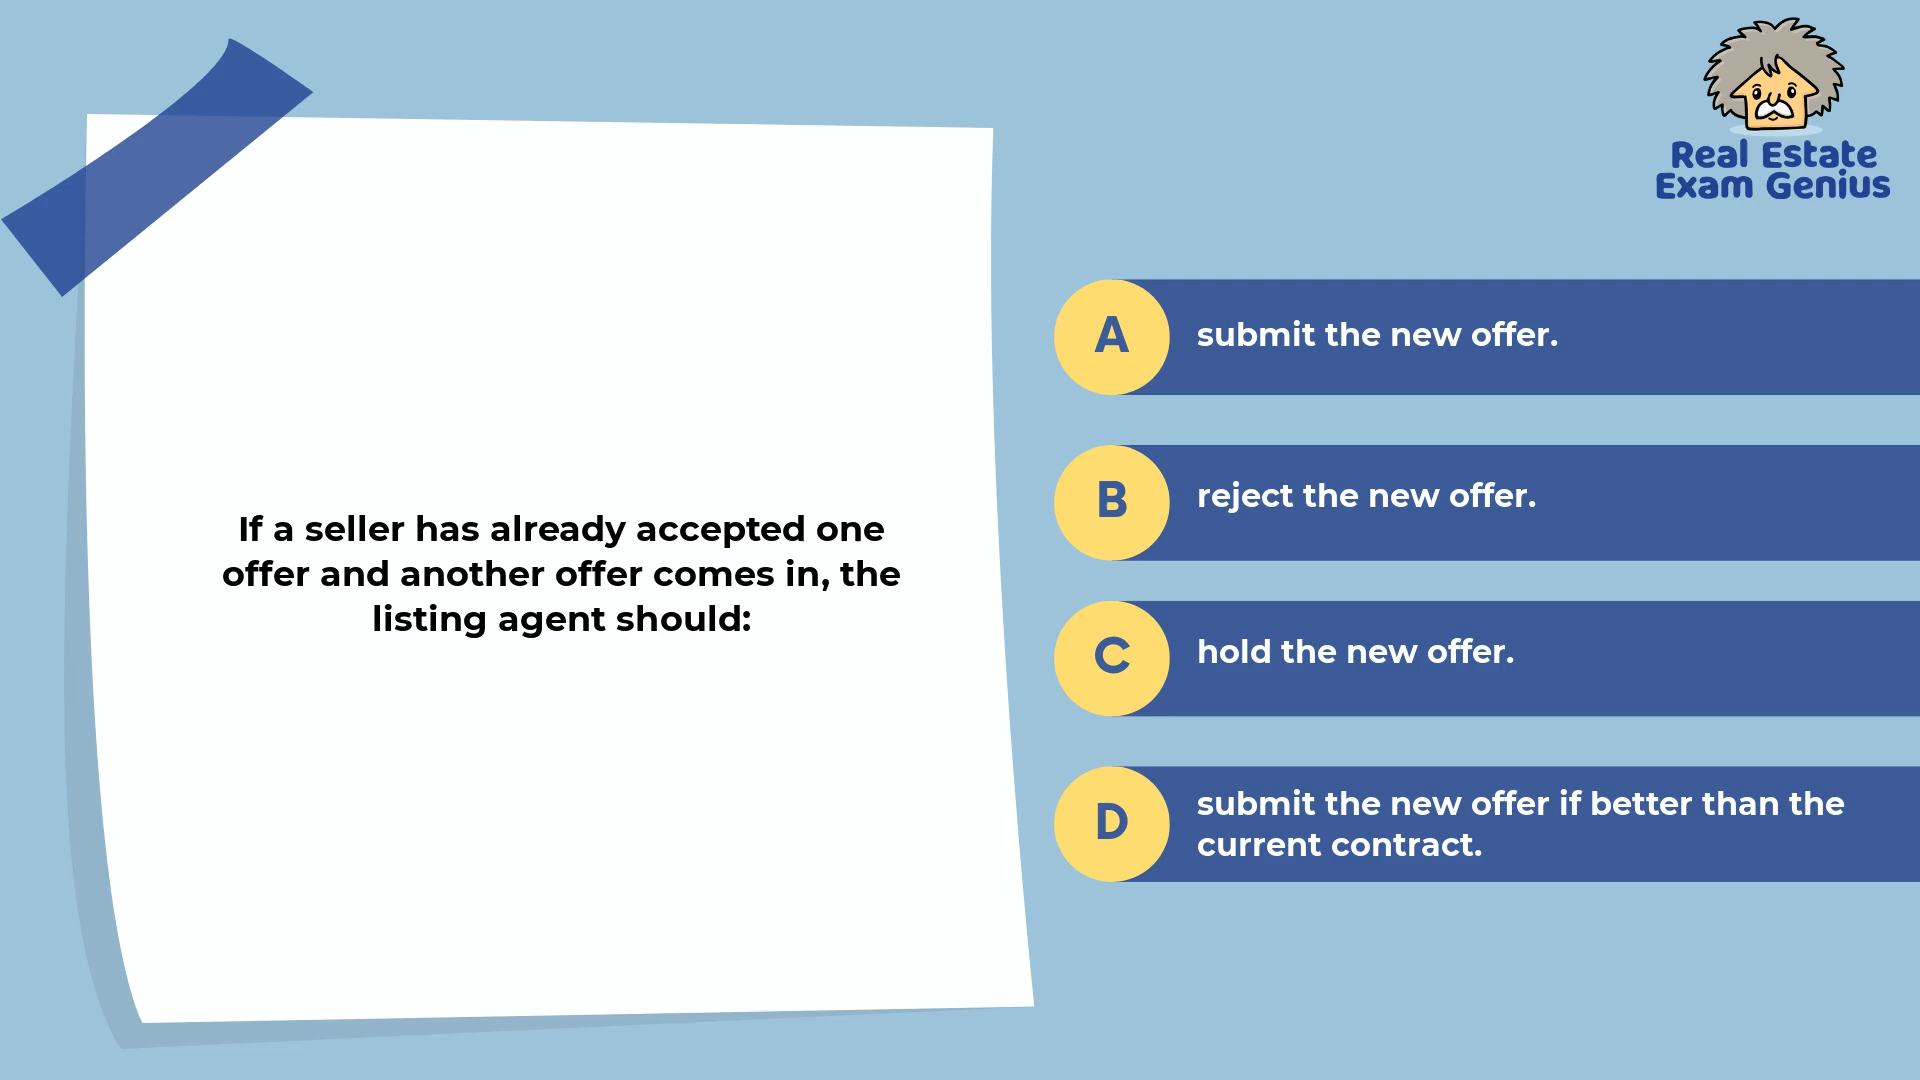 Real Estate
Exam Genius
If a seller has already accepted one
offer and another offer comes in, the
listing agent should:
A
submit the new offer.
B
reject the new offer.
C
hold the new offer.
D
submit the new offer if better than the
current contract.